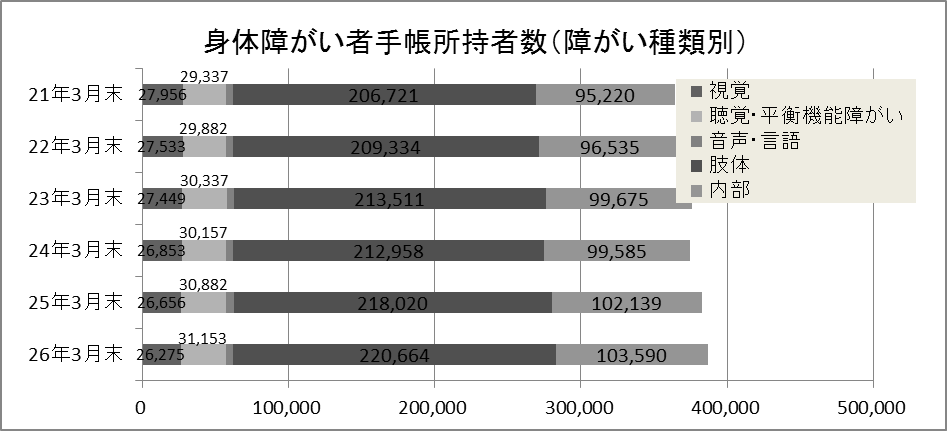 身体障がい者手帳所持者数（障がい種類別）
21年3月末
27,956
29,337
206,721
95,220
22年3月末
27,533
29,882
209,334
96,535
23年3月末
27,449
30,337
213,511
99,675
24年3月末
26,853
30,157
212,958
99,585
25年3月末
26,656
30,882
218,020
102,139
26年3月末
26,275
31,153
220,664
103,590
0
100,000
200,000
300,000
400,000
500,000
視覚
聴覚・平衡機能障がい
音声・言語
肢体
内部